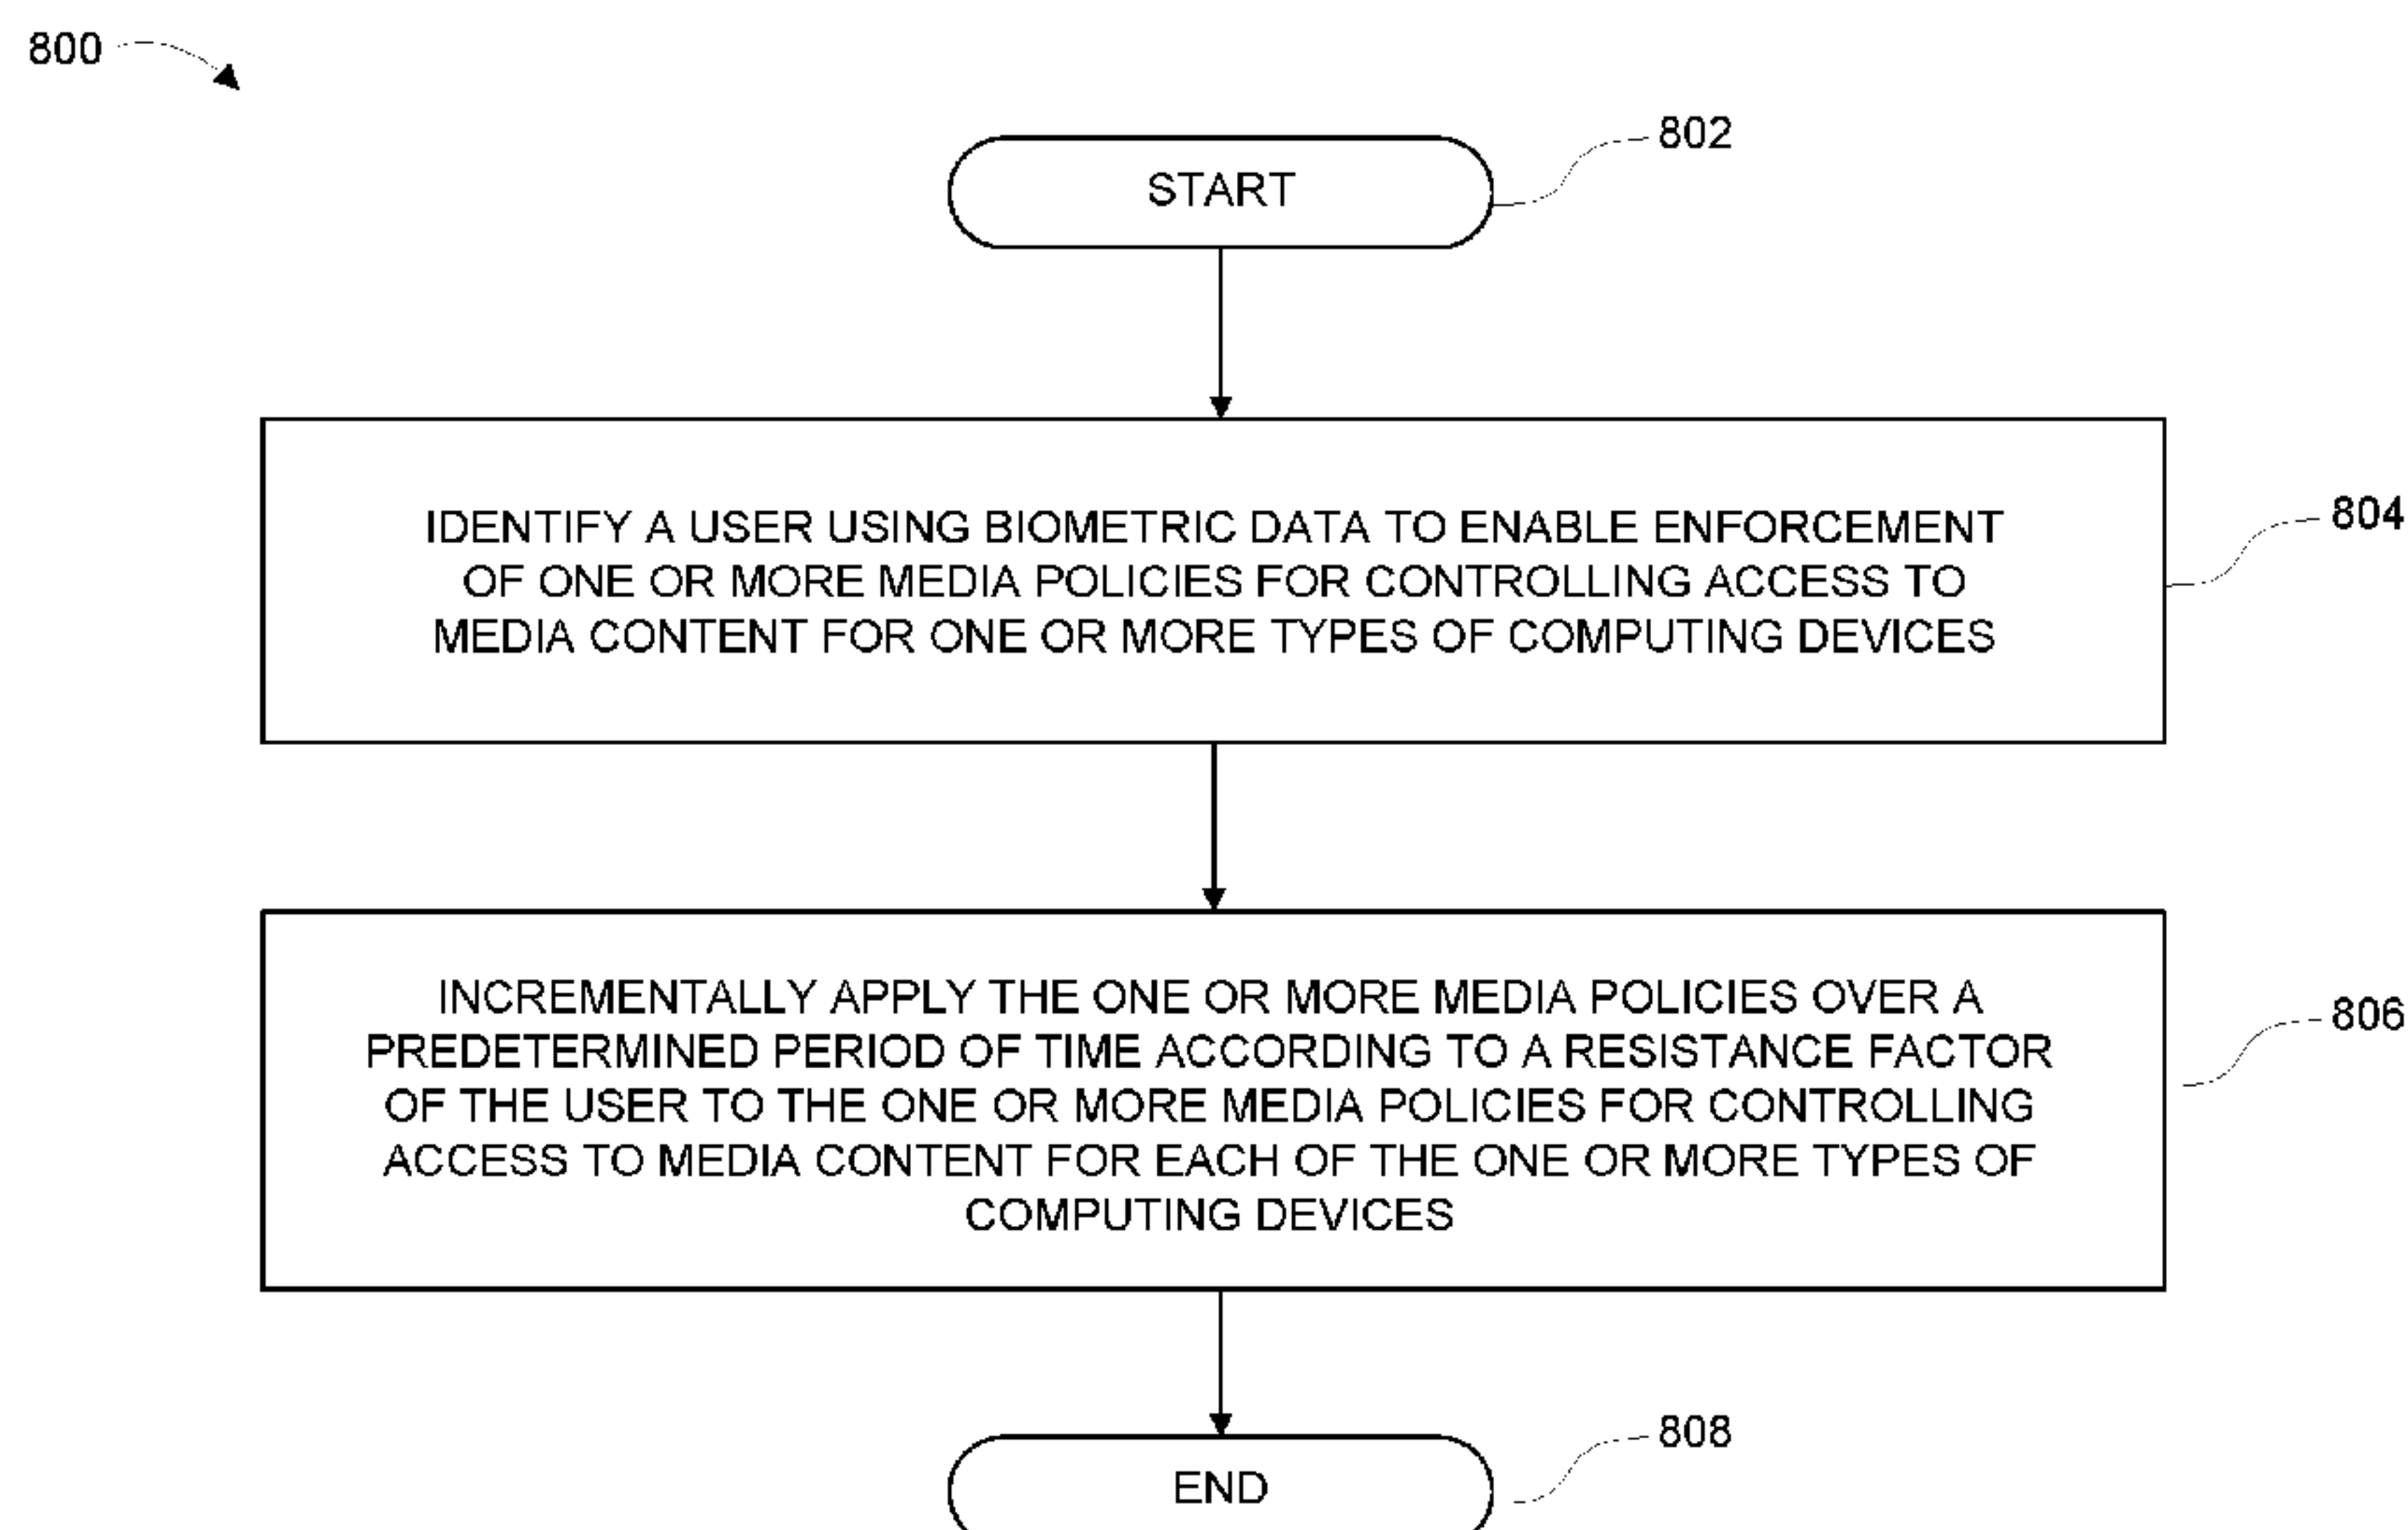 800
802
START
IDENTIFY A USER USING BIOMETRIC DATA TO ENABLE ENFORCEMENT
OF ONE OR MORE MEDIA POLICIES FOR CONTROLLING ACCESS TO
MEDIA CONTENT FOR ONE OR MORE TYPES OF COMPUTING DEVICES
804
INCREMENTALLY APPLY THE ONE OR MORE MEDIA POLICIES OVER A
PREDETERMINED PERIOD OF TIME ACCORDING TO A RESISTANCE FACTOR
OF THE USER TO THE ONE OR MORE MEDIA POLICIES FOR CONTROLLING
ACCESS TO MEDIA CONTENT FOR EACH OF THE ONE OR MORE TYPES OF
COMPUTING DEVICES
806
808
END